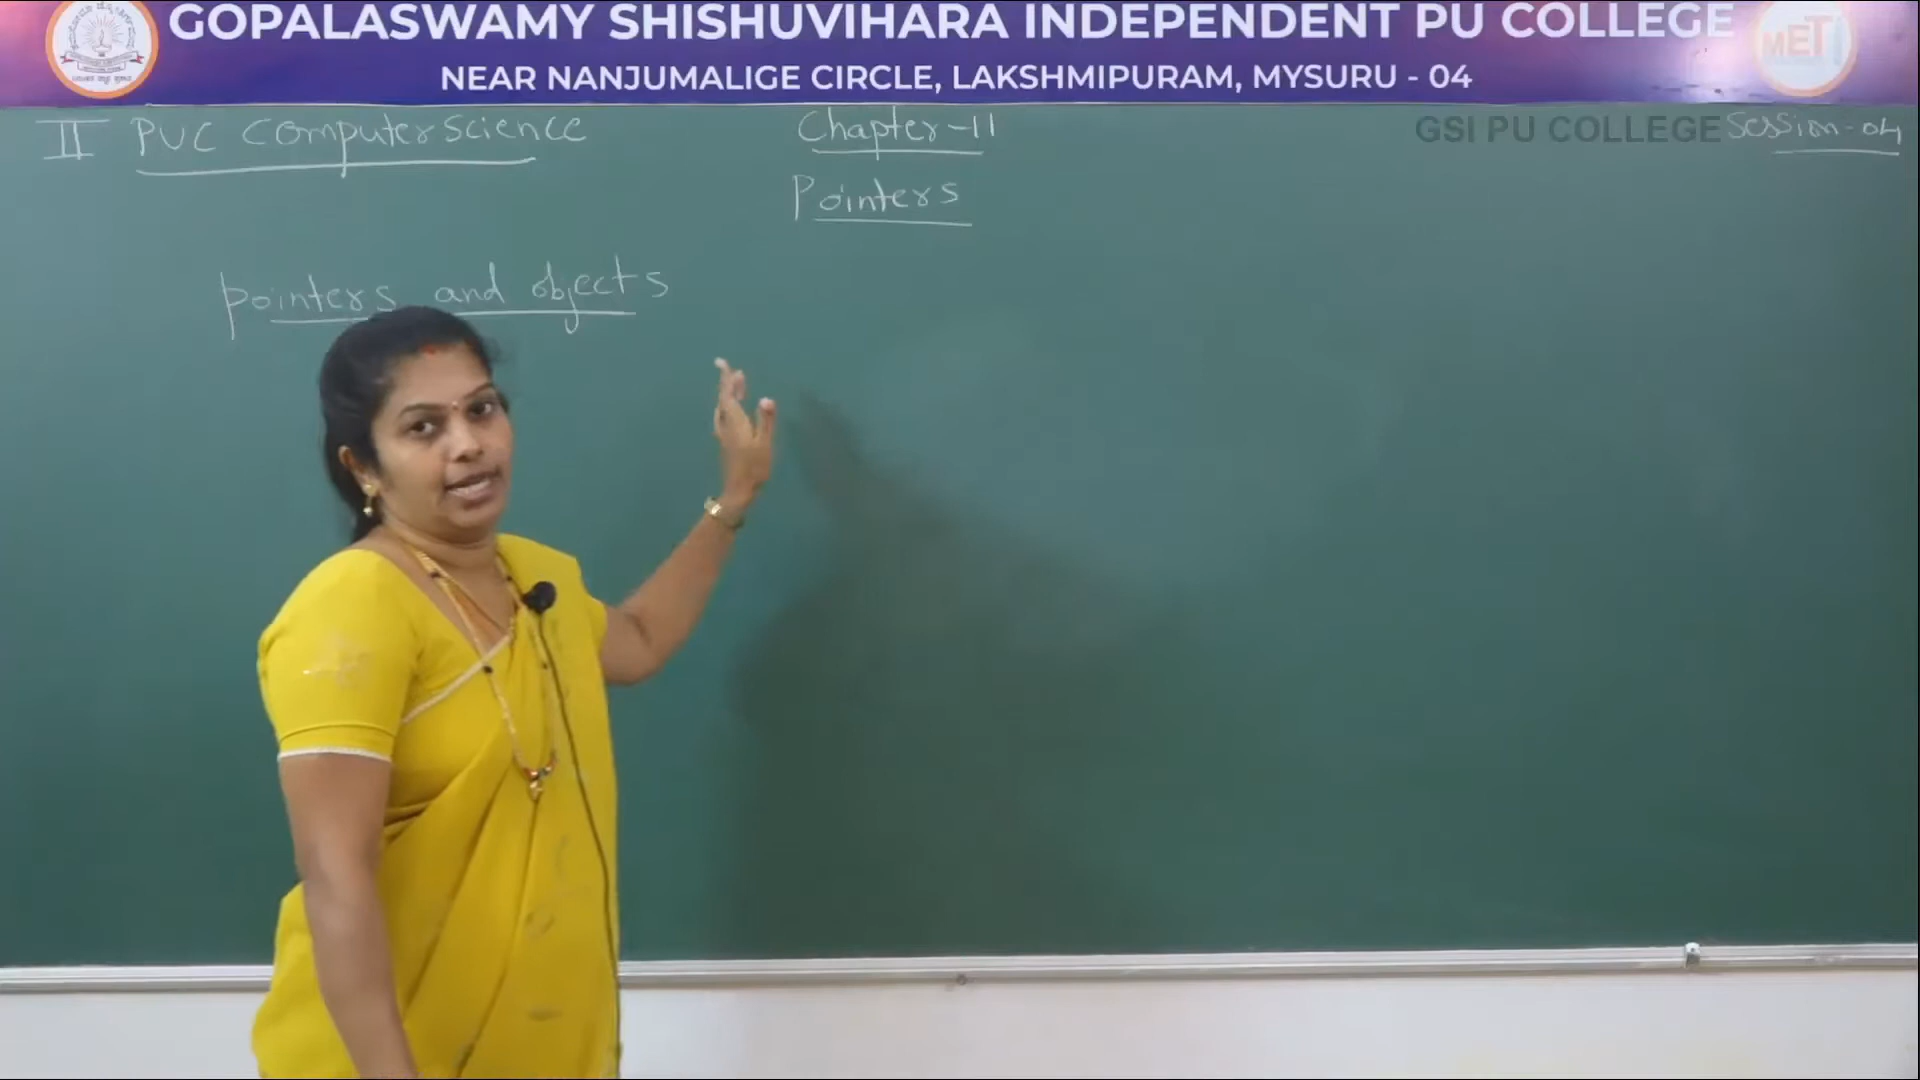 GOPALASWAMY SHISHUVIHARA INDEPENDENT PU COLLEGE
NEAR NANJUMALIGE CIRCLE, LAKSHMIPURAM, MYSURU - 04
METI
II PUC Computer Science
Chapter-11
GSI PU COLLEGE
Session-04
Pointers
pointers and objects